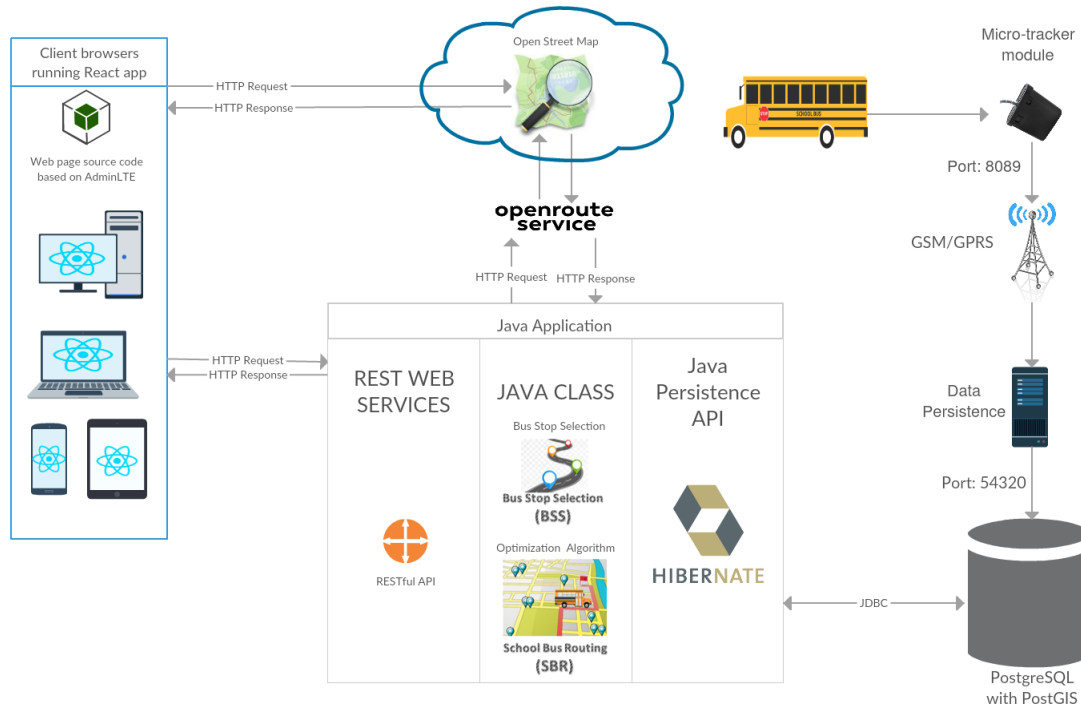 Client browsers
running React app
Web page source code
based on AdminLTE
HTTP Request
HTTP Response
Open Street Map
openroute
service
HTTP Request
HTTP Response
HTTP Request
HTTP Response
Java Application
REST WEB
SERVICES
RESTful API
JAVA CLASS
Bus Stop Selection
Bus Stop Selection
(BSS)
Optimization Algorithm
School Bus Routing
(SBR)
Java
Persistence
API
HIBERNATE
JDBC
STOP
SCHOOL BUS
Micro-tracker
module
Port: 8089
GSM/GPRS
Data
Persistence
Port: 54320
PostgreSQL
with PostGIS